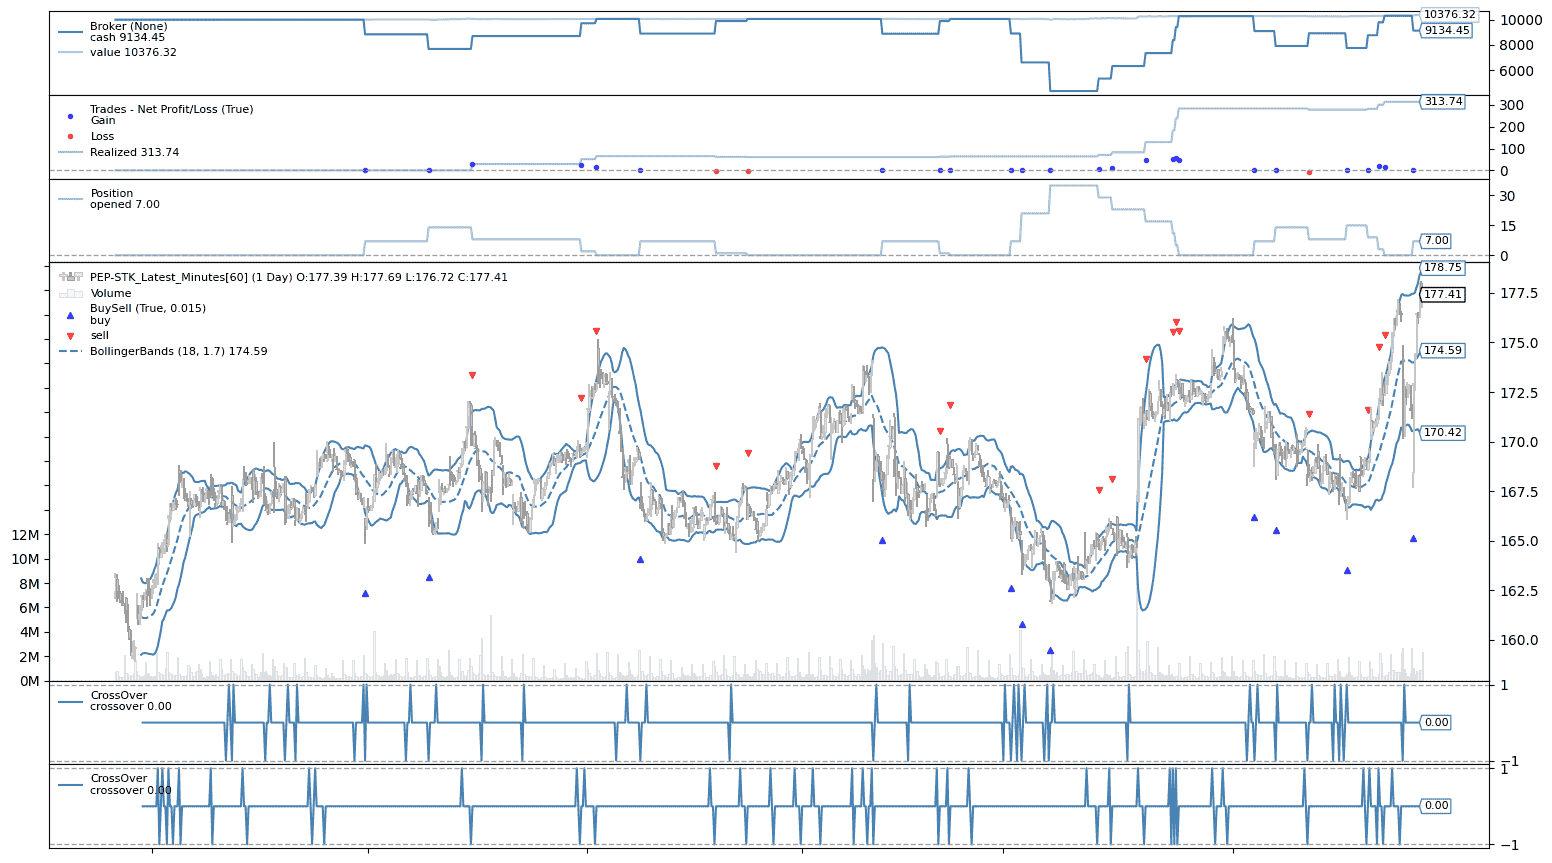 Broker (None)
cash 9134.45
value 10376.32
10376.32
9134.45
10000
8000
6000
Trades - Net Profit/Loss (True)
Gain
Loss
Realized 313.74
313.74
300
200
100
0
Position
opened 7.00
7.00
30
15
0
PEP-STK_Latest_Minutes[60] (1 Day) O:177.39 H:177.69 L:176.72 C:177.41
Volume
BuySell (True, 0.015)
buy
sell
BollingerBands (18, 1.7) 174.59
178.75
177.41
174.59
170.42
177.5
175.0
172.5
170.0
167.5
165.0
162.5
160.0
12M
10M
8M
6M
4M
2M
0M
CrossOver
crossover 0.00
0.00
1
−1
CrossOver
crossover 0.00
0.00
1
−1